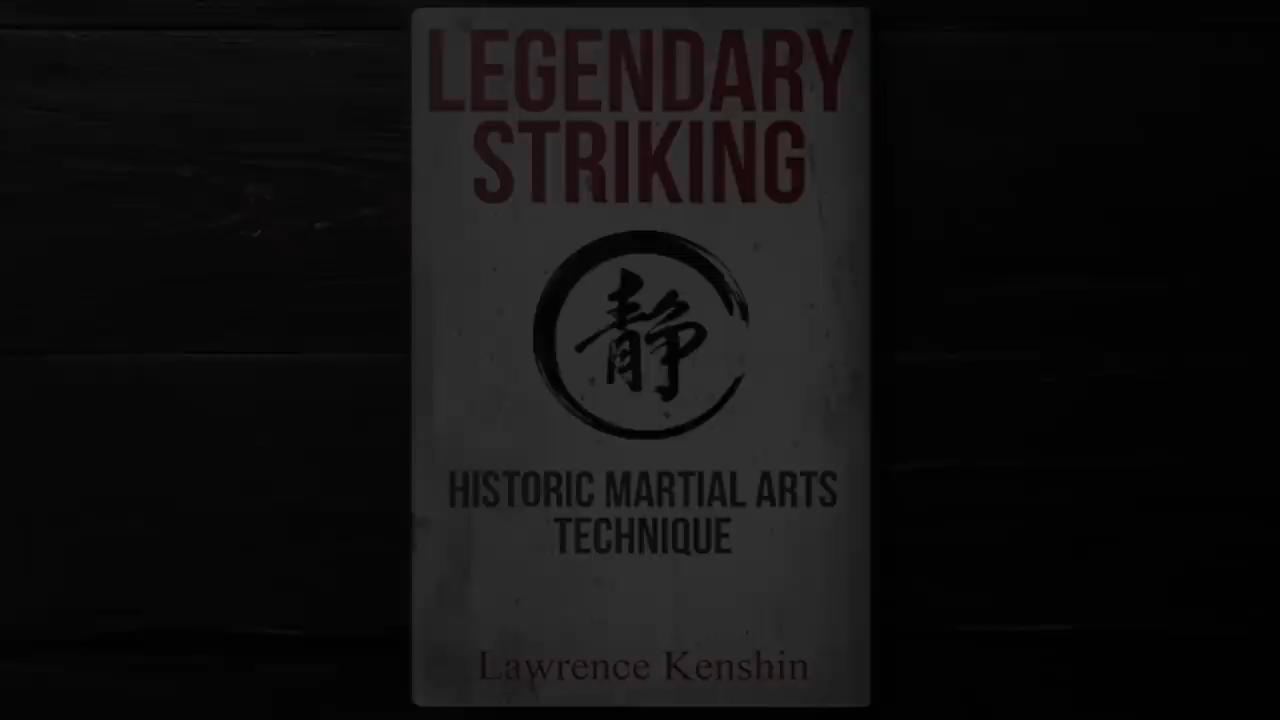 LEGENDARY
STRIKING
靜
HISTORIC MARTIAL ARTS
TECHNIQUE
Lawrence Kenshin